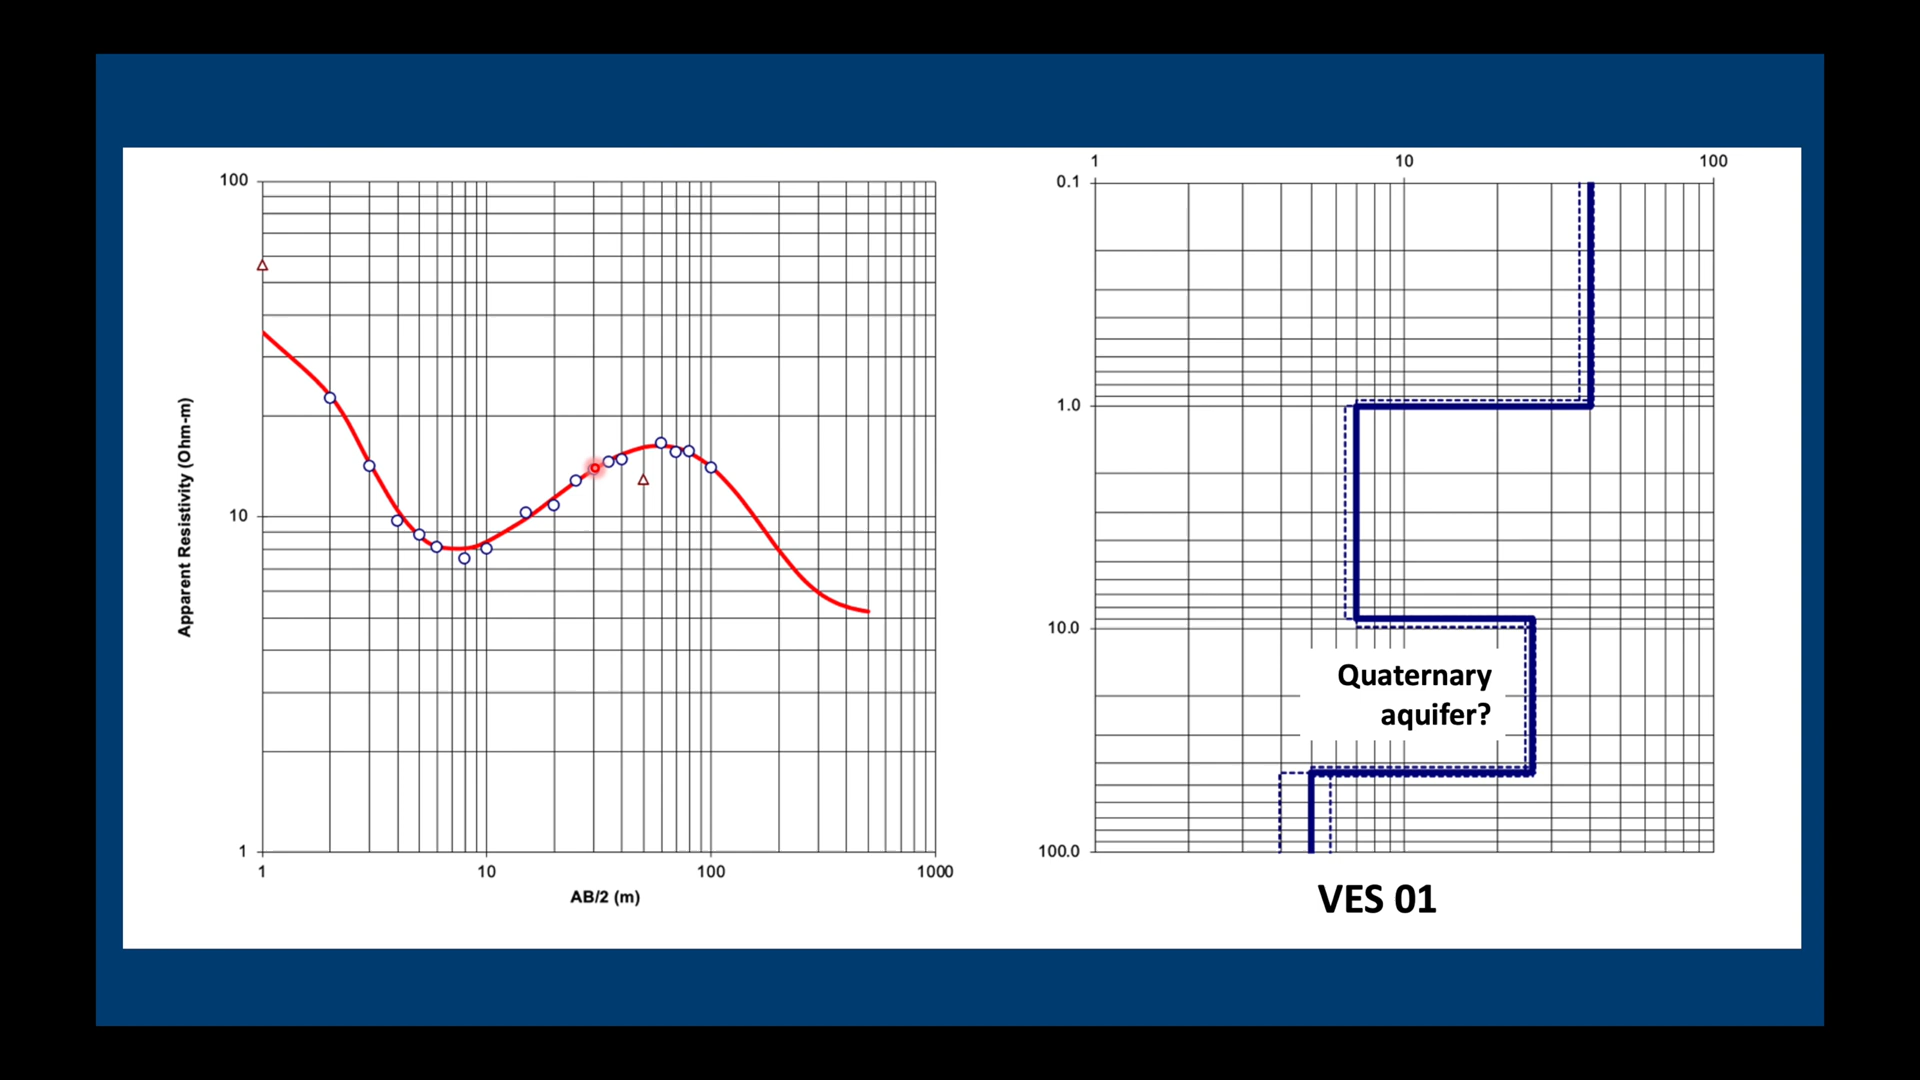 100
10
1
Apparent Resistivity (Ohm-m)
1 10 100 1000
AB/2 (m)
1 10 100
0.1
1.0
10.0
100.0
Quaternary
aquifer?
VES 01